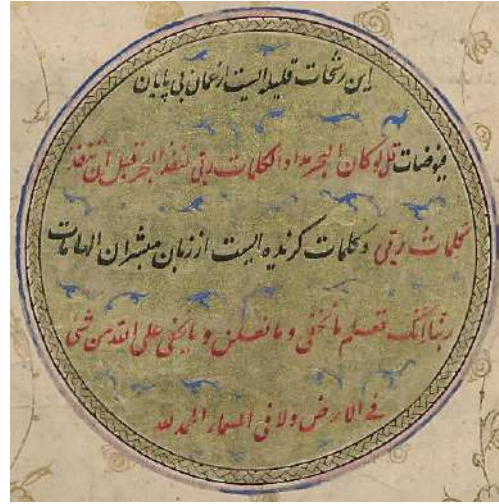 این رشحات قلیله ایست از عمان بی پایان
فیوضات قل لو کان البحر مدادا لکلمات ربی لنفد البحر قبل ان تنفد
کلمات ربی و کلمات گزیده ایست از زبان مبشران الهامات
ربنا انک تعلم ما نخفی و ما نعلن و ما یخفی علی الله من شئ
فی الارض ولا فی السماء الحمد لله